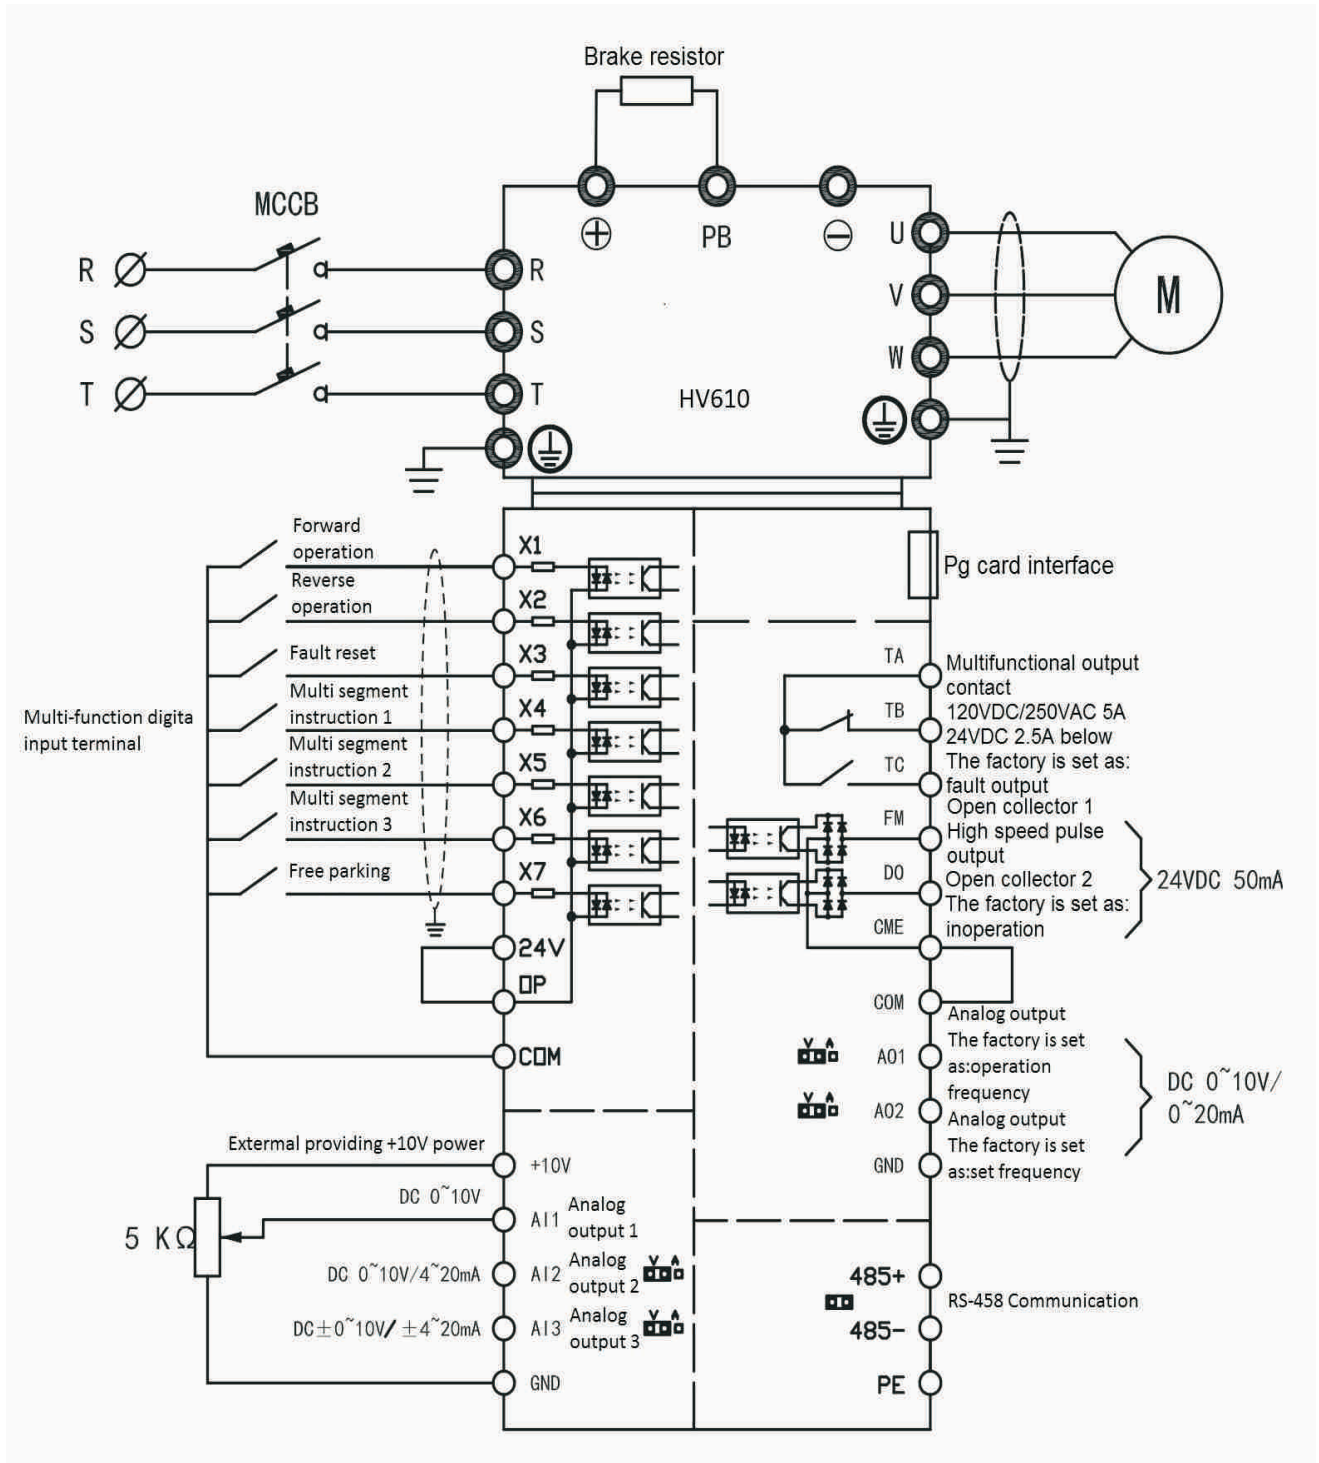 Brake resistor
MCCB
R
S
T
R
S
T
PB
U
V
W
M
HV610
Forward
operation
Reverse
operation
Fault reset
Multi segment
instruction 1
Multi segment
instruction 2
Multi segment
instruction 3
Free parking
Multi-function digita
input terminal
X1
X2
X3
X4
X5
X6
X7
24V
OP
COM
Pg card interface
TA
TB
TC
FM
DO
CME
COM
Multifunctional output
contact
120VDC/250VAC 5A
24VDC 2.5A below
The factory is set as:
fault output
Open collector 1
High speed pulse
output
Open collector 2
The factory is set as:
inoperation
24VDC 50mA
V A
AO1
V A
AO2
GND
Analog output
The factory is set
as:operation
frequency
Analog output
The factory is set
as:set frequency
DC 0~10V/
0~20mA
External providing +10V power
+10V
DC 0~10V
5 KΩ
AI1
Analog
output 1
DC 0~10V/4~20mA
AI2
Analog
output 2
V A
DC±0~10V/ ±4~20mA
AI3
Analog
output 3
V A
GND
485+
485-
RS-458 Communication
PE